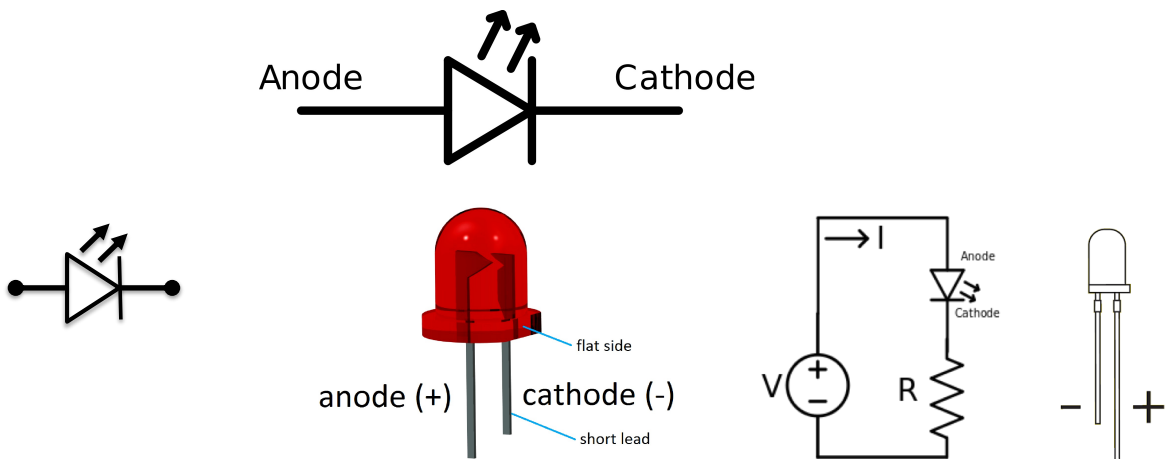 Anode
Cathode
flat side
anode (+)
cathode (-)
short lead
I
Anode
Cathode
V
+
−
R
− +